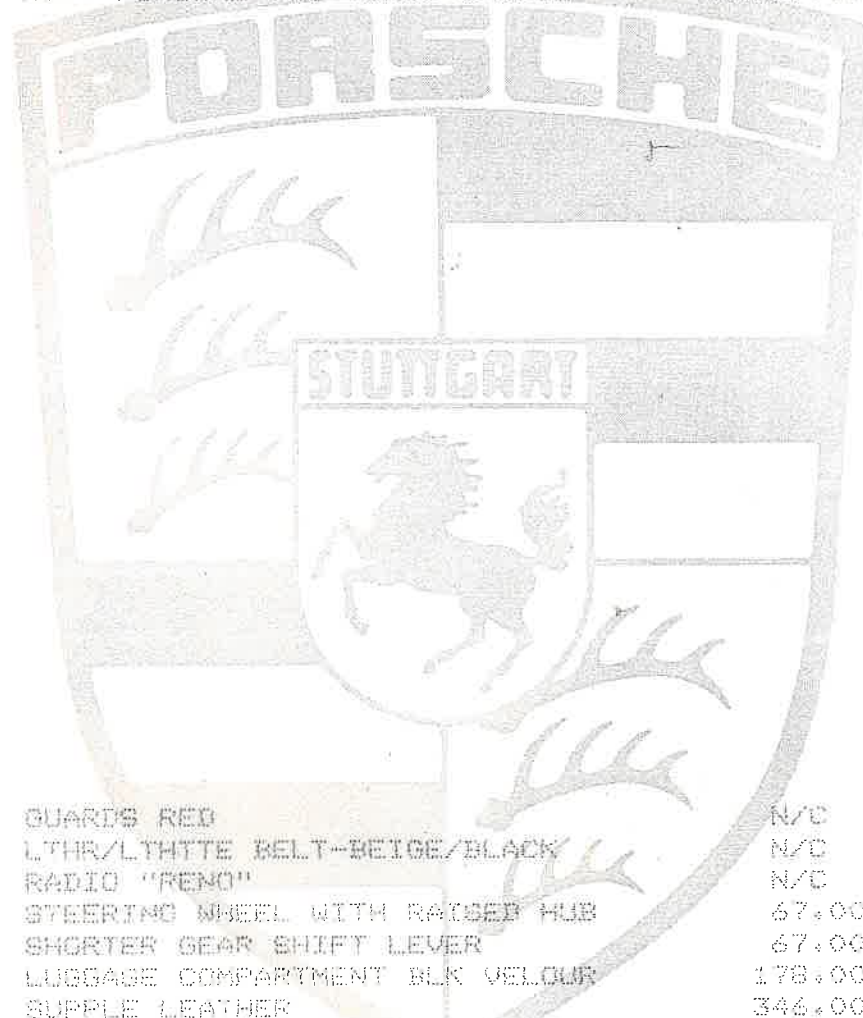 PORSCHE
STUTTGART
GUARDS RED N/C
LTHR/LTHTTE BELT-BEIGE/BLACK N/C
RADIO "RENO" N/C
STEERING WHEEL WITH RAISED HUB 67.00
SHORTER GEAR SHIFT LEVER 67.00
LUGGAGE COMPARTMENT BLK VELOUR 178.00
SUPPLE LEATHER 346.00